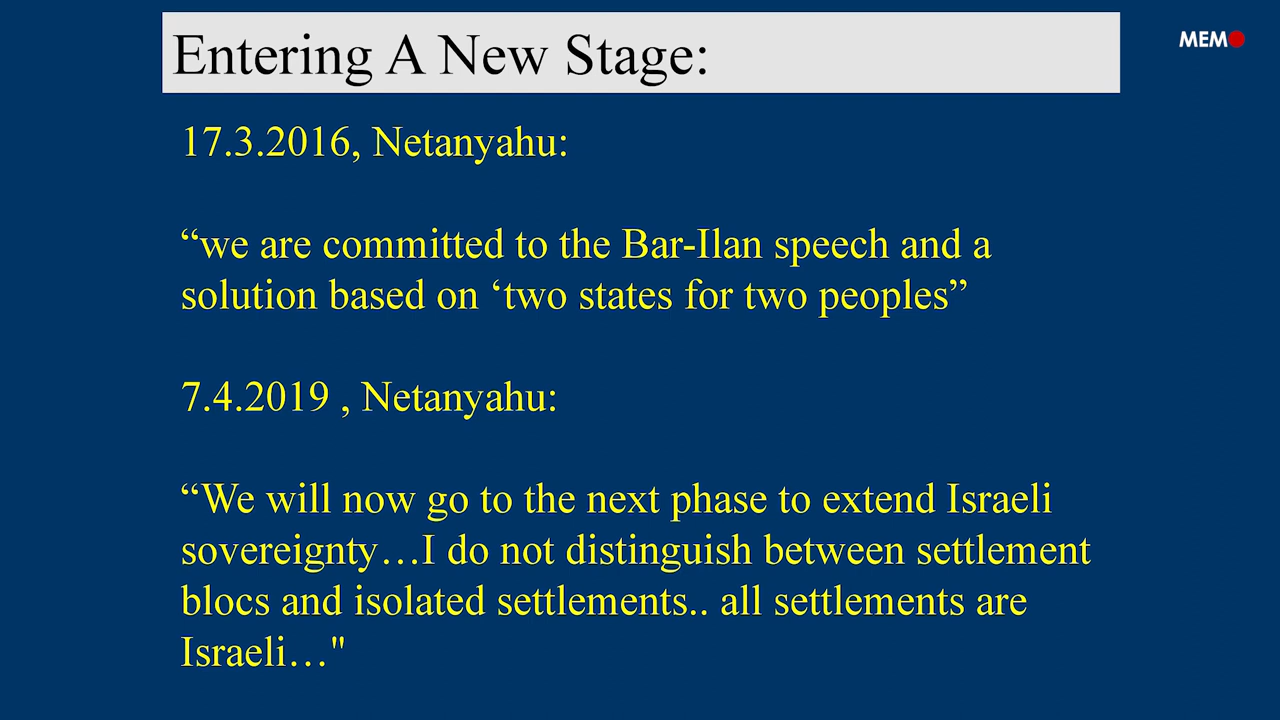 Entering A New Stage:
MEMO
17.3.2016, Netanyahu:
“we are committed to the Bar-Ilan speech and a
solution based on ‘two states for two peoples”
7.4.2019 , Netanyahu:
“We will now go to the next phase to extend Israeli
sovereignty…I do not distinguish between settlement
blocs and isolated settlements.. all settlements are
Israeli…"